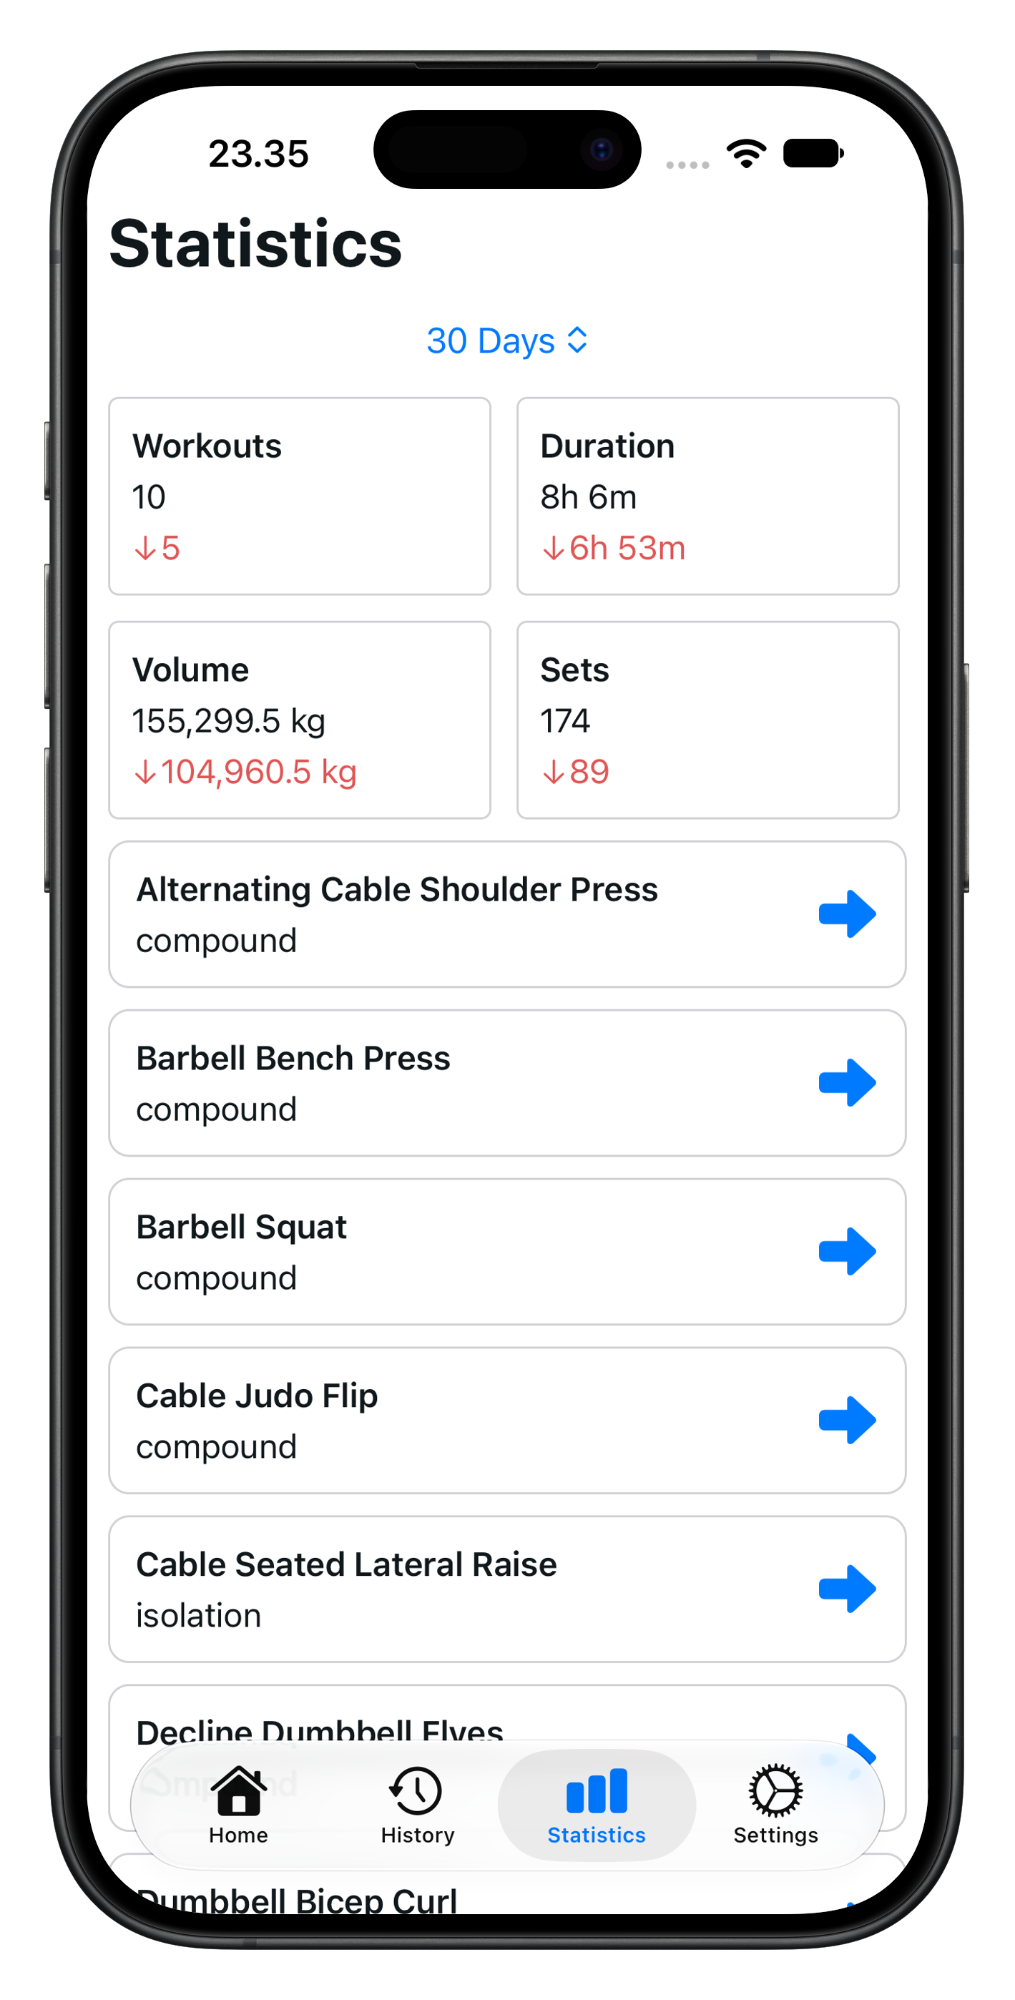 23.35
Statistics
30 Days
Workouts
10
↓5
Duration
8h 6m
↓6h 53m
Volume
155,299.5 kg
↓104,960.5 kg
Sets
174
↓89
Alternating Cable Shoulder Press
compound
Barbell Bench Press
compound
Barbell Squat
compound
Cable Judo Flip
compound
Cable Seated Lateral Raise
isolation
Decline Dumbbell Flyes
Home
History
Statistics
Settings
Dumbbell Bicep Curl